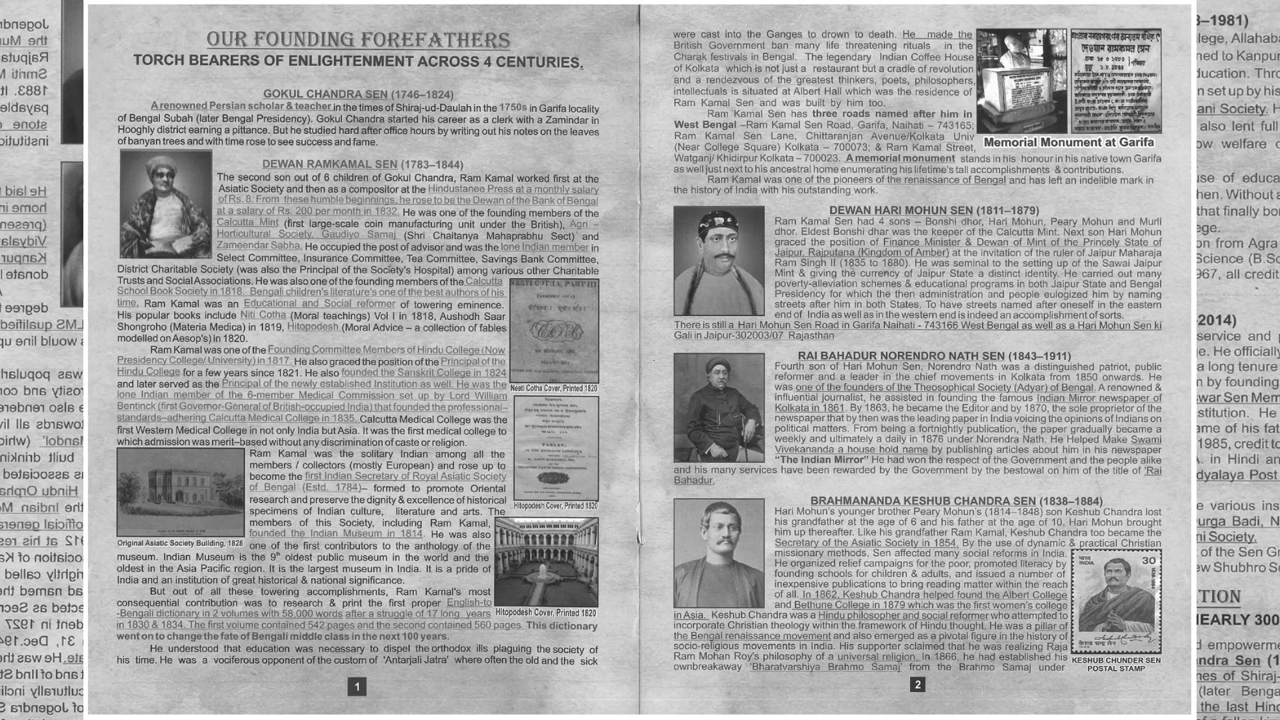 OUR FOUNDING FOREFATHERS
TORCH BEARERS OF ENLIGHTENMENT ACROSS 4 CENTURIES.
GOKUL CHANDRA SEN (1746–1824)
A renowned Persian scholar & teacher in the times of Shiraj-ud-Daulah in the 1750s in Garifa locality
of Bengal Subah (later Bengal Presidency). Gokul Chandra started career as a clerk with a Zamindar in
Hooghly district earning a pittance. But he studied hard after office hours by writing out his notes on the leaves
of banyan trees and with time rose to see success and fame.
DEWAN RAMKAMAL SEN (1783–1844)
The second son out of 6 children of Gokul Chandra, Ram Kamal worked first at the
Asiatic Society and then as a compositor at the Hindustanee Press at a monthly salary
of Rs. 8. From these humble beginnings, he rose to be the Dewan of the Bank of Bengal
at a salary of Rs. 200 per month in 1832. He was one of the founding members of the
Calcutta Mint (first large-scale coin manufacturing unit under the British), Agri –
Horticultural Society, Gaudiyo Samaj (Shri Chaitanya Mahaprabhu Sect) and
Zameendar Sabha. He occupied the post of advisor and was the lone Indian member in
Select Committee, Insurance Committee, Tea Committee, Savings Bank Committee,
District Charitable Society (was also the Principal of the Society's Hospital) among various other Charitable
Trusts and Social Associations. He was also one of the founding members of the Calcutta
School Book Society in 1818. Bengali children's literature's one of the best authors of his
time, Ram Kamal was an Educational and Social reformer of towering eminence.
His popular books include Niti Cotha (Moral teachings) Vol I in 1818, Aushodh Saar
Shongroho (Materia Medica) in 1819, Hitopodesh (Moral Advice – a collection of fables
modelled on Aesop's) in 1820.
Ram Kamal was one of the Founding Committee Members of Hindu College (Now
Presidency College/ University) in 1817. He also graced the position of the Principal of the
Hindu College for a few years since 1821. He also founded the Sanskrit College in 1824
and later served as the Principal of the newly established Institution as well. He was the
lone Indian member of the 6-member Medical Commission set up by Lord William
Bentinck (first Governor-General of British-occupied India) that founded the professional–
standards–adhering Calcutta Medical College in 1835. Calcutta Medical College was the
first Western Medical College in not only India but Asia. It was the first medical college to
which admission was merit–based without any discrimination of caste or religion.
Neeti Cotha Cover, Printed 1820
Hitopodesh Cover, Printed 1820
Ram Kamal was the solitary Indian among all the
members / collectors (mostly European) and rose up to
become the first Indian Secretary of Royal Asiatic Society
of Bengal (Estd. 1784)– formed to promote Oriental
research and preserve the dignity & excellence of historical
specimens of Indian culture, literature and arts. The
members of this Society, including Ram Kamal,
founded the Indian Museum in 1814. He was also
Original Asiatic Society Building, 1828
one of the first contributors to the anthology of the
museum. Indian Museum is the 9th oldest public museum in the world and the
oldest in the Asia Pacific region. It is the largest museum in India. It is a pride of
India and an institution of great historical & national significance.
But out of all these towering accomplishments, Ram Kamal's most
consequential contribution was to research & print the first proper English-to
-Bengali dictionary in 2 volumes with 58,000 words after a struggle of 17 long years
in 1830 & 1834. The first volume contained 542 pages and the second contained 560 pages. This dictionary
went on to change the fate of Bengali middle class in the next 100 years.
Hitopodesh Cover, Printed 1820
He understood that education was necessary to dispel the orthodox ills plaguing the society of
his time. He was a vociferous opponent of the custom of 'Antarjali Jatra' where often the old and the sick
1
were cast into the Ganges to drown to death. He made the
British Government ban many life threatening rituals in the
Charak festivals in Bengal. The legendary Indian Coffee House
of Kolkata which is not just a restaurant but a cradle of revolution
and a rendezvous of the greatest thinkers, poets, philosophers,
intellectuals is situated at Albert Hall which was the residence of
Ram Kamal Sen and was built by him too.
Ram Kamal Sen has three roads named after him in
West Bengal –Ram Kamal Sen Road, Garifa, Naihati – 743165;
Ram Kamal Sen Lane, Chittaranjan Avenue/Kolkata Univ
(Near College Square) Kolkata – 700073; & Ram Kamal Street,
Memorial Monument at Garifa
Watganj/ Khidirpur Kolkata – 700023. A memorial monument stands in his honour in his native town Garifa
as well just next to his ancestral home enumerating his lifetime's tall accomplishments & contributions.
Ram Kamal was one of the pioneers of the renaissance of Bengal and has left an indelible mark in
the history of India with his outstanding work.
DEWAN HARI MOHUN SEN (1811–1879)
Ram Kamal Sen had 4 sons – Bonshi dhor, Hari Mohun, Peary Mohun and Murli
dhor. Eldest Bonshi dhar was the keeper of the Calcutta Mint. Next son Hari Mohun
graced the position of Finance Minister & Dewan of Mint of the Princely State of
Jaipur, Rajputana (Kingdom of Amber) at the invitation of the ruler of Jaipur Maharaja
Ram Singh II (1835 to 1880). He was seminal to the setting up of the Sawai Jaipur
Mint & giving the currency of Jaipur State a distinct identity. He carried out many
poverty-alleviation schemes & educational programs in both Jaipur State and Bengal
Presidency for which the then administration and people eulogized him by naming
streets after him in both States. To have streets named after oneself in the eastern
end of India as well as in the western end is indeed an accomplishment of sorts.
There is still a Hari Mohun Sen Road in Garifa Naihati - 743166 West Bengal as well as a Hari Mohun Sen ki
Gali in Jaipur-302003/07 Rajasthan
RAI BAHADUR NORENDRO NATH SEN (1843–1911)
Fourth son of Hari Mohun Sen, Norendro Nath was a distinguished patriot, public
reformer and a leader in the chief movements in Kolkata from 1850 onwards. He
was one of the founders of the Theosophical Society (Adyar) of Bengal. A renowned &
influential journalist, he assisted in founding the famous Indian Mirror newspaper of
Kolkata in 1861. By 1863, he became the Editor and by 1870, the sole proprietor of the
newspaper that by then was the leading paper in India voicing the opinions of Indians on
political matters. From being a fortnightly publication, the paper gradually became a
weekly and ultimately a daily in 1876 under Norendro Nath. He Helped Make Swami
Vivekananda a house hold name by publishing articles about him in his newspaper
"The Indian Mirror" He had won the respect of the Government and the people alike
and his many services have been rewarded by the Government by the bestowal on him of the title of 'Rai
Bahadur.
BRAHMANANDA KESHUB CHANDRA SEN (1838–1884)
Hari Mohun's younger brother Peary Mohun's (1814–1848) son Keshub Chandra lost
his grandfather at the age of 6 and his father at the age of 10. Hari Mohun brought
him up thereafter. Like his grandfather Ram Kamal, Keshub Chandra too became the
Secretary of the Asiatic Society in 1854. By the use of dynamic & practical Christian
missionary methods, Sen affected many social reforms in India.
He organized relief campaigns for the poor, promoted literacy by
founding schools for children & adults, and issued a number of
inexpensive publications to bring reading matter within the reach
of all. In 1862, Keshub Chandra helped found the Albert College
and Bethune College in 1879 which was the first women's college
in Asia. Keshub Chandra was a Hindu philosopher and social reformer who attempted to
incorporate Christian theology within the framework of Hindu thought. He was a pillar of
the Bengal renaissance movement and also emerged as a pivotal figure in the history of
socio-religious movements in India. His supporter claimed that he was realizing Raja
Ram Mohan Roy's philosophy of a universal religion. In 1866, he had established his
ownbreakaway 'Bharatvarshiya Brahmo Samaj' from the Brahmo Samaj under
30
INDIA
KESHUB CHUNDER SEN
POSTAL STAMP
2